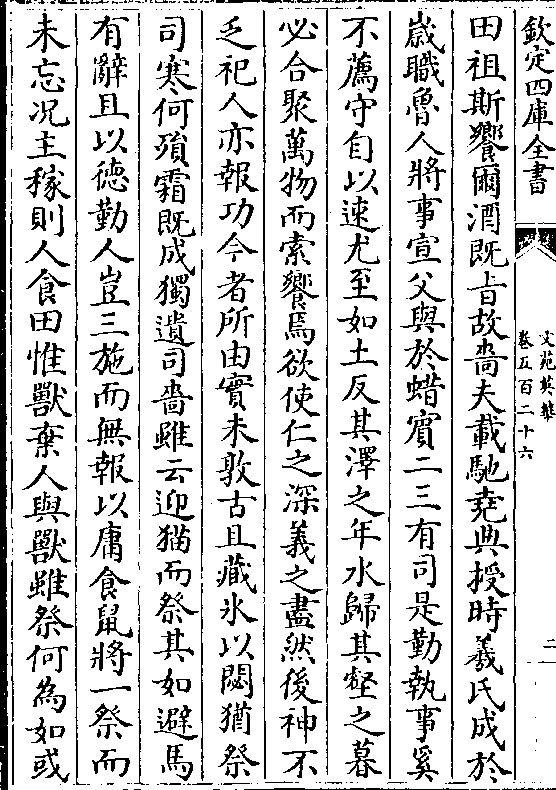 欽定四庫全書
文苑英華
卷五百二十六
二
田祖斯饗爾酒既㫖故嗇夫載馳堯典授時羲氏成於
歳職魯人將事宣父與於蜡賓二三有司是勤執事奚
不薦守自以速尤至如土反其澤之年水歸其壑之暮
必合聚萬物而索饗焉欲使仁之深義之盡然後神不
乏祀人亦報功今者所由實未敦古且藏氷以閟猶祭
司寒何殞霜既成獨遺司嗇雖云迎猫而祭其如避馬
有辭且以徳勤人豈三施而無報以庸食䑕將一祭而
未忘况主稼則人食田惟獸棄人與獸雖祭何為如或